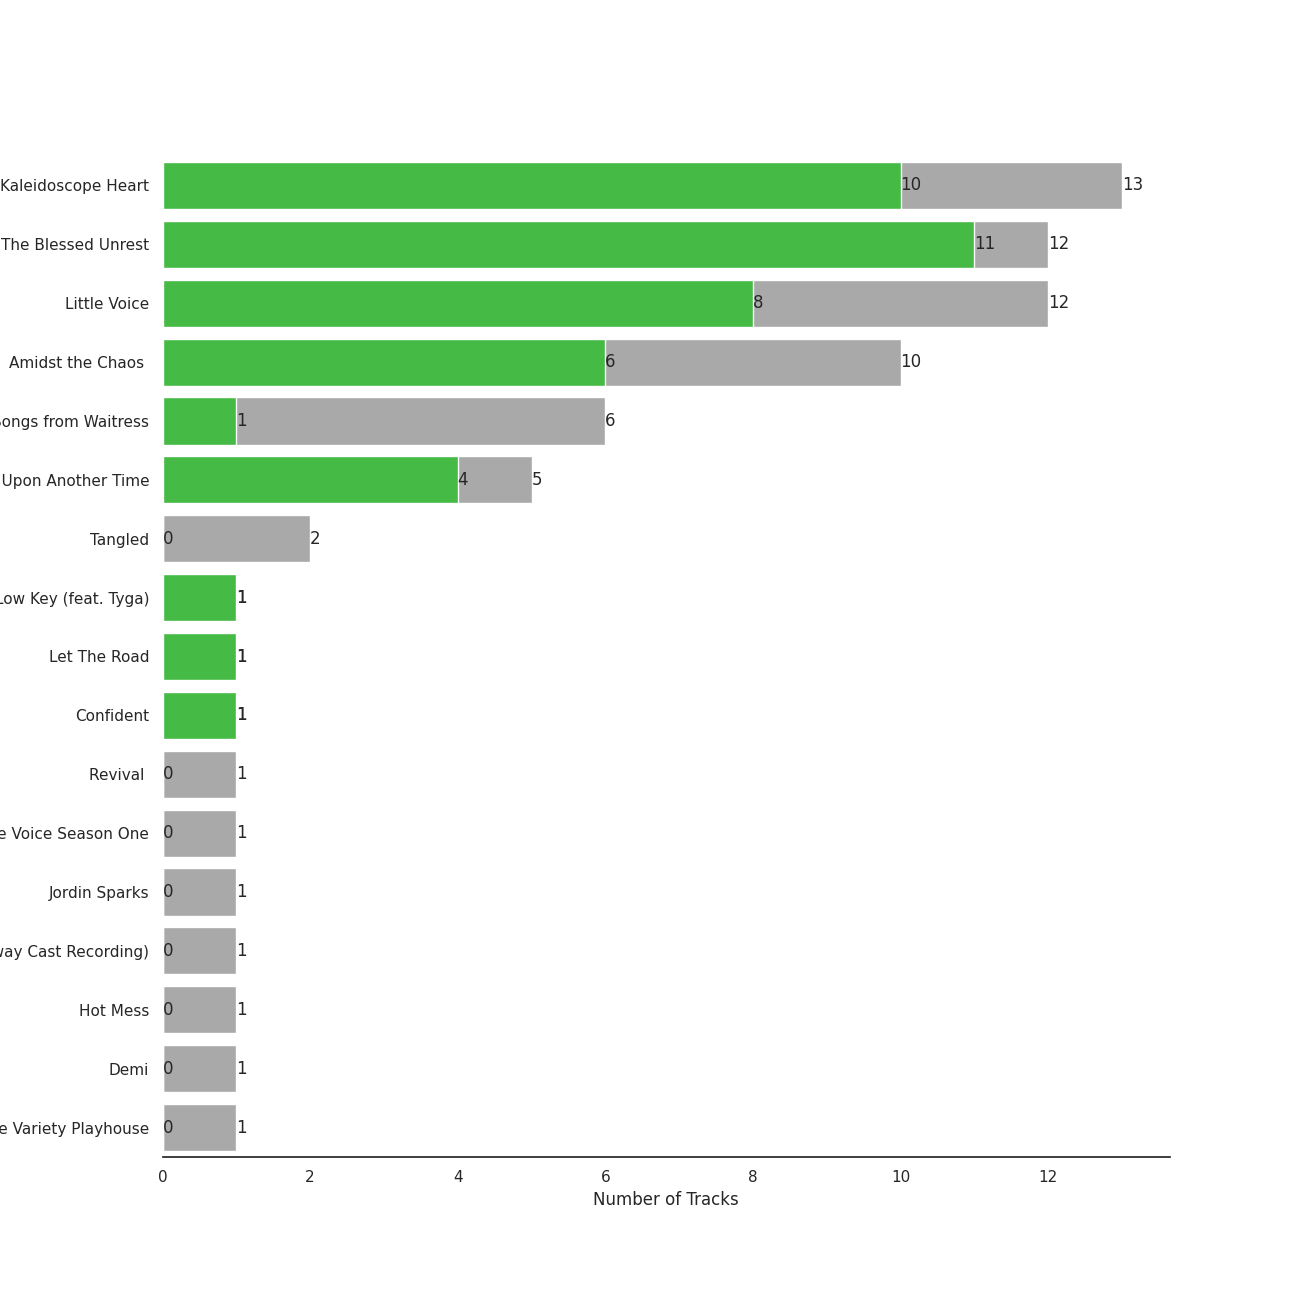 Kaleidoscope Heart 10 13
The Blessed Unrest 11 12
Little Voice 8 12
Amidst the Chaos 6 10
Songs from Waitress 1 6
Upon Another Time 4 5
Tangled 0 2
Low Key (feat. Tyga) 1
Let The Road 1
Confident 1
Revival 0 1
Voice Season One 0 1
Jordin Sparks 0 1
Cast Recording) 0 1
Hot Mess 0 1
Demi 0 1
Variety Playhouse 0 1
0 2 4 6 8 10 12
Number of Tracks